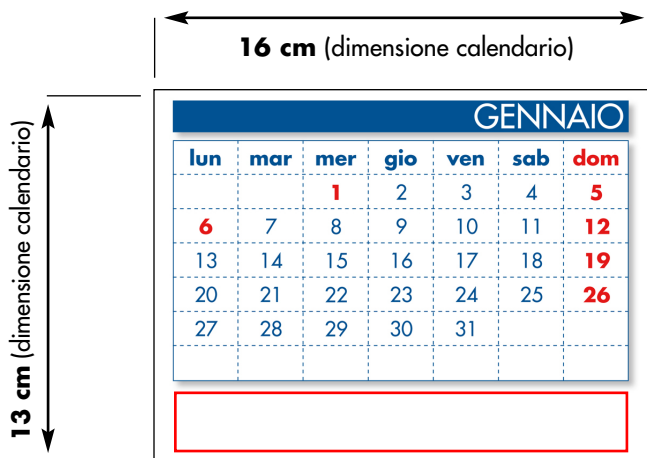 16 cm (dimensione calendario)
13 cm (dimensione calendario)
GENNAIO
lun mar mer gio ven sab dom
1 2 3 4 5
6 7 8 9 10 11 12
13 14 15 16 17 18 19
20 21 22 23 24 25 26
27 28 29 30 31